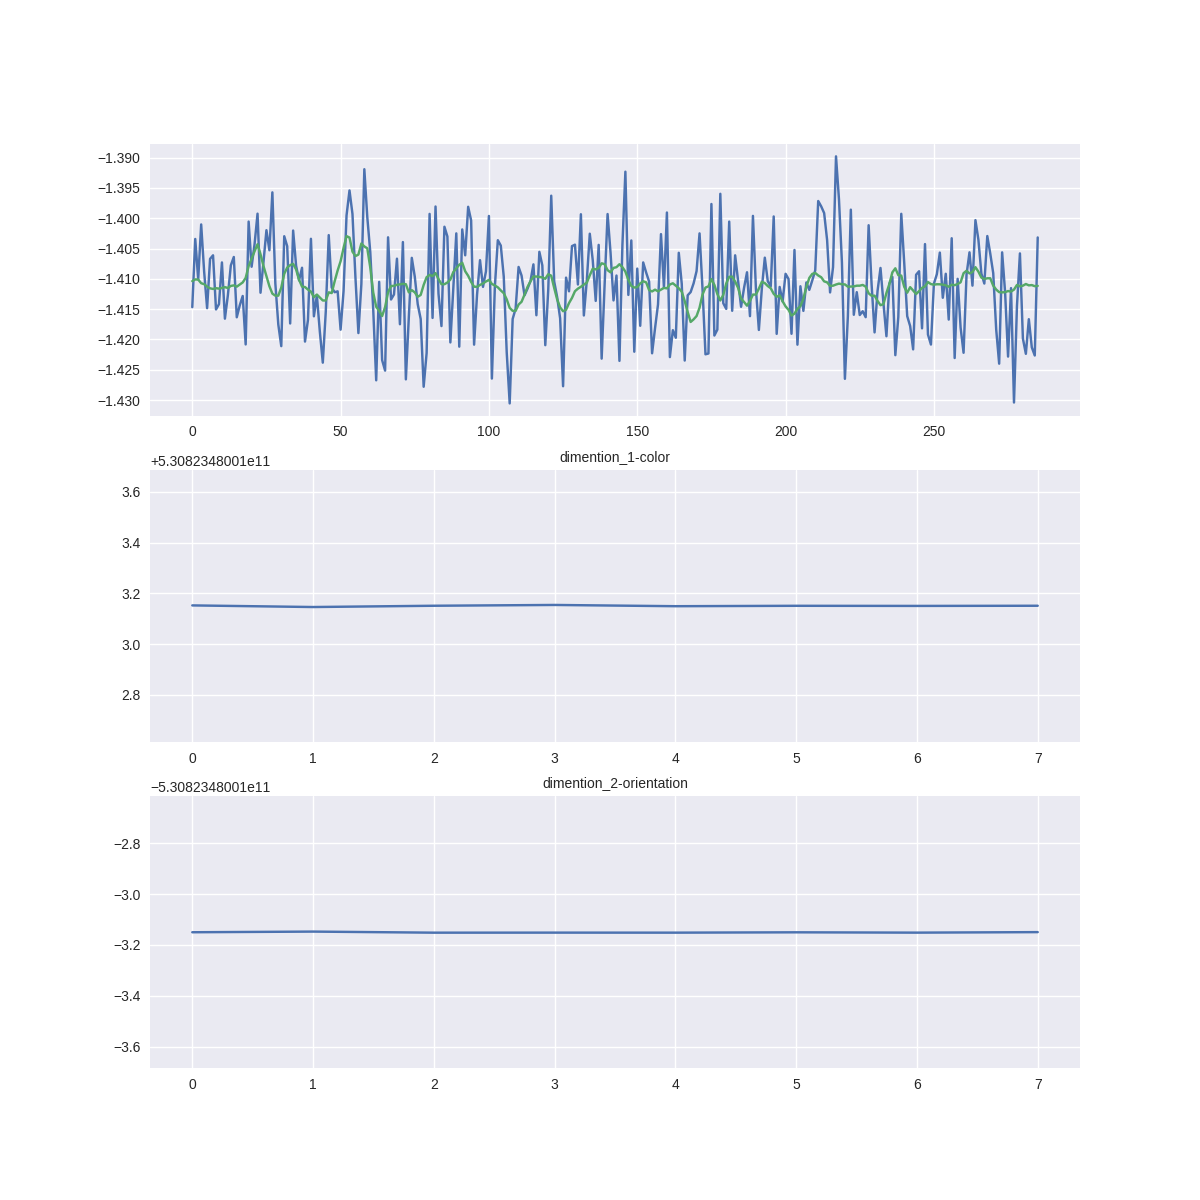 −1.390
−1.395
−1.400
−1.405
−1.410
−1.415
−1.420
−1.425
−1.430
0 50 100 150 200 250
dimention_1-color
+5.3082348001e11
3.6
3.4
3.2
3.0
2.8
0 1 2 3 4 5 6 7
dimention_2-orientation
−5.3082348001e11
−2.8
−3.0
−3.2
−3.4
−3.6
0 1 2 3 4 5 6 7